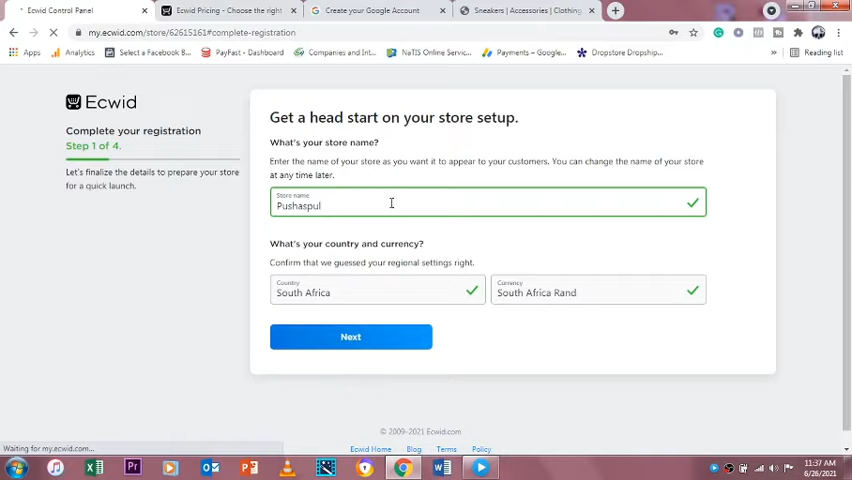 Ecwid Control Panel
Ecwid Pricing - Choose the right
Create your Google Account
Sneakers | Accessories | Clothing
my.ecwid.com/store/62615161#complete-registration
Apps
Analytics
Select a Facebook B...
PayFast - Dashboard
Companies and Int...
NaTIS Online Servic...
Payments – Google...
Dropstore Dropship...
»
Reading list
Ecwid
Complete your registration
Step 1 of 4.
Let's finalize the details to prepare your store
for a quick launch.
Get a head start on your store setup.
What's your store name?
Enter the name of your store as you want it to appear to your customers. You can change the name of your store
at any time later.
Store name
Pushaspul
What's your country and currency?
Confirm that we guessed your regional settings right.
Country
South Africa
Currency
South Africa Rand
Next
© 2009-2021 Ecwid.com
Waiting for my.ecwid.com...
Ecwid Home
Blog
Terms
Policy
11:37 AM
6/26/2021